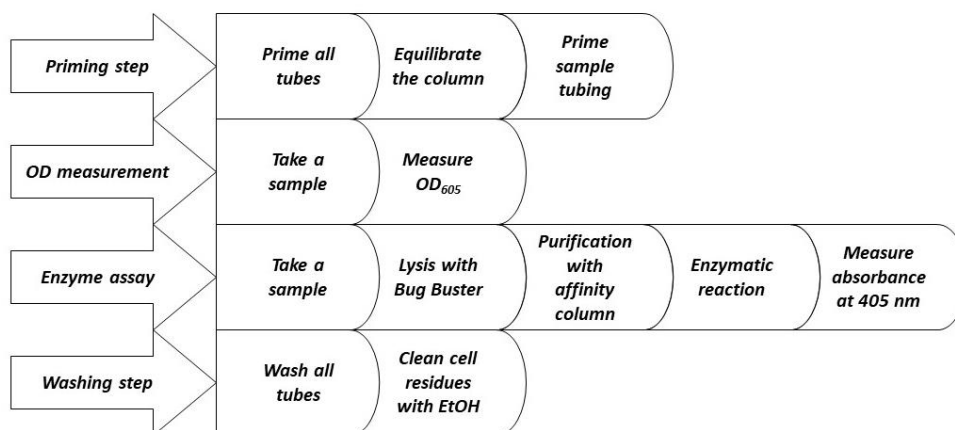 Priming step
Prime all
tubes
Equilibrate
the column
Prime
sample
tubing
OD measurement
Take a
sample
Measure
OD₆₀₅
Enzyme assay
Take a
sample
Lysis with
Bug Buster
Purification
with
affinity
column
Enzymatic
reaction
Measure
absorbance
at 405 nm
Washing step
Wash all
tubes
Clean cell
residues
with EtOH